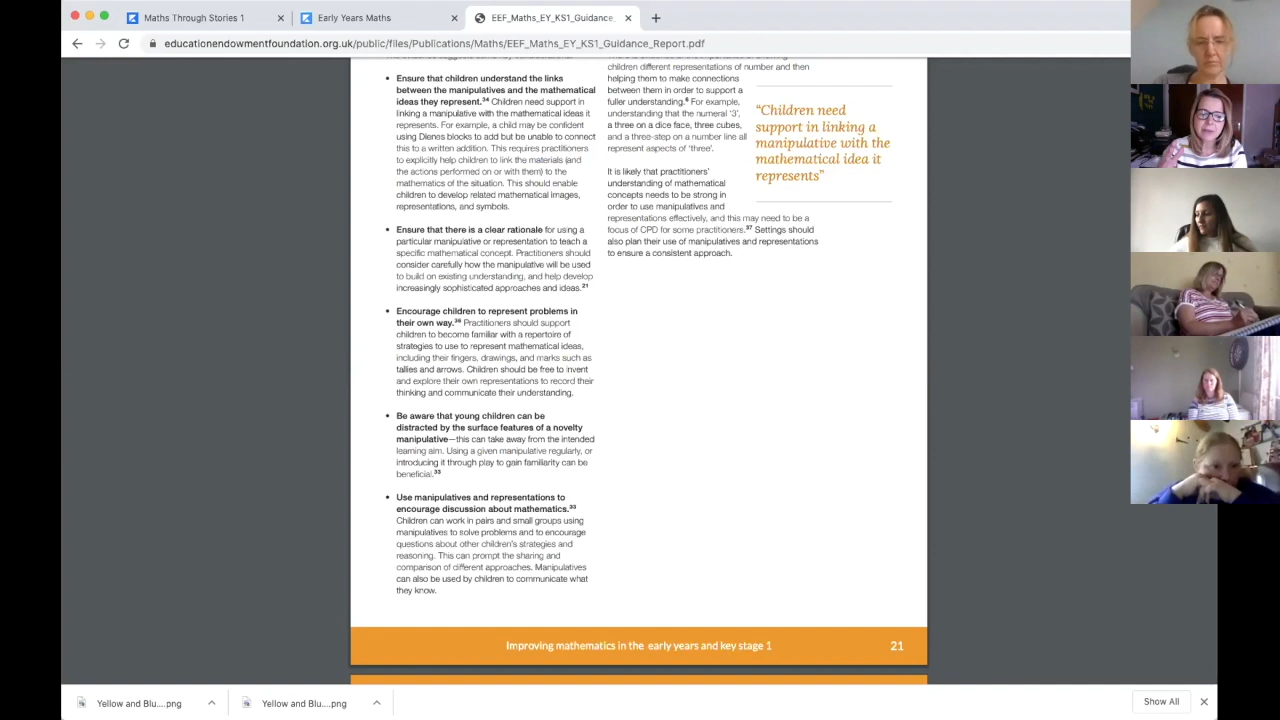 Maths Through Stories 1
Early Years Maths
EEF_Maths_EY_KS1_Guidance_
educationendowmentfoundation.org.uk/public/files/Publications/Maths/EEF_Maths_EY_KS1_Guidance_Report.pdf
• Ensure that children understand the links
between the manipulatives and the mathematical
ideas they represent.34 Children need support in
linking a manipulative with the mathematical ideas it
represents. For example, a child may be confident
using Dienes blocks to add but be unable to connect
this to a written addition. This requires practitioners
to explicitly help children to link the materials (and
the actions performed on or with them) to the
mathematics of the situation. This should enable
children to develop related mathematical images,
representations, and symbols.
• Ensure that there is a clear rationale for using a
particular manipulative or representation to teach a
specific mathematical concept. Practitioners should
consider carefully how the manipulative will be used
to build on existing understanding, and help develop
increasingly sophisticated approaches and ideas.21
• Encourage children to represent problems in
their own way.36 Practitioners should support
children to become familiar with a repertoire of
strategies to use to represent mathematical ideas,
including their fingers, drawings, and marks such as
tallies and arrows. Children should be free to invent
and explore their own representations to record their
thinking and communicate their understanding.
• Be aware that young children can be
distracted by the surface features of a novelty
manipulative—this can take away from the intended
learning aim. Using a given manipulative regularly, or
introducing it through play to gain familiarity can be
beneficial.33
• Use manipulatives and representations to
encourage discussion about mathematics.33
Children can work in pairs and small groups using
manipulatives to solve problems and to encourage
questions about other children's strategies and
reasoning. This can prompt the sharing and
comparison of different approaches. Manipulatives
can also be used by children to communicate what
they know.
children different representations of number and then
helping them to make connections
between them in order to support a
fuller understanding.6 For example,
understanding that the numeral '3',
a three on a dice face, three cubes,
and a three-step on a number line all
represent aspects of 'three'.
It is likely that practitioners'
understanding of mathematical
concepts needs to be strong in
order to use manipulatives and
representations effectively, and this may need to be a
focus of CPD for some practitioners.37 Settings should
also plan their use of manipulatives and representations
to ensure a consistent approach.
“Children need
support in linking a
manipulative with the
mathematical idea it
represents”
Improving mathematics in the early years and key stage 1
21
Yellow and Blu....png
Yellow and Blu....png
Show All